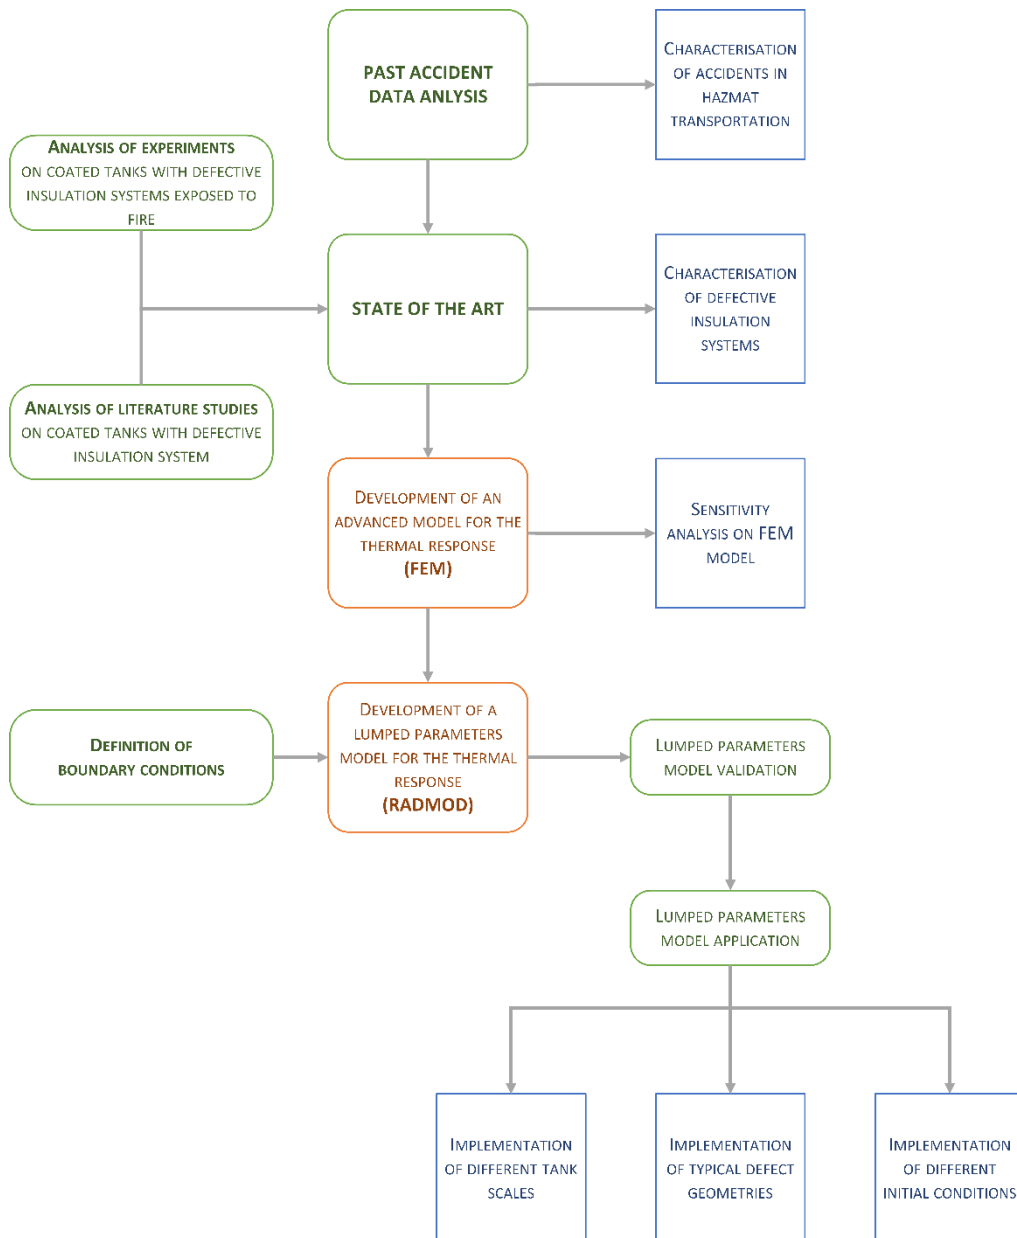 PAST ACCIDENT
DATA ANLYSIS
CHARACTERISATION
OF ACCIDENTS IN
HAZMAT
TRANSPORTATION
ANALYSIS OF EXPERIMENTS
ON COATED TANKS WITH DEFECTIVE
INSULATION SYSTEMS EXPOSED TO
FIRE
STATE OF THE ART
CHARACTERISATION
OF DEFECTIVE
INSULATION
SYSTEMS
ANALYSIS OF LITERATURE STUDIES
ON COATED TANKS WITH DEFECTIVE
INSULATION SYSTEM
DEVELOPMENT OF AN
ADVANCED MODEL FOR THE
THERMAL RESPONSE
(FEM)
SENSITIVITY
ANALYSIS ON FEM
MODEL
DEFINITION OF
BOUNDARY CONDITIONS
DEVELOPMENT OF A
LUMPED PARAMETERS
MODEL FOR THE THERMAL
RESPONSE
(RADMOD)
LUMPED PARAMETERS
MODEL VALIDATION
LUMPED PARAMETERS
MODEL APPLICATION
IMPLEMENTATION
OF DIFFERENT TANK
SCALES
IMPLEMENTATION
OF TYPICAL DEFECT
GEOMETRIES
IMPLEMENTATION
OF DIFFERENT
INITIAL CONDITIONS